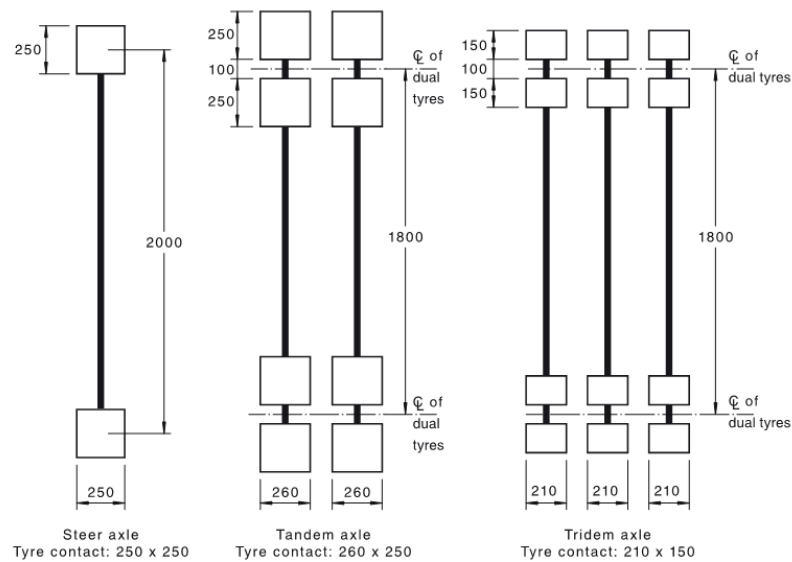 250
2000
250
Steer axle
Tyre contact: 250 x 250
250
100
250
℄ of
dual
tyres
1800
℄ of
dual
tyres
260
260
Tandem axle
Tyre contact: 260 x 250
150
100
150
℄ of
dual tyres
1800
℄ of
dual tyres
210
210
210
Tridem axle
Tyre contact: 210 x 150